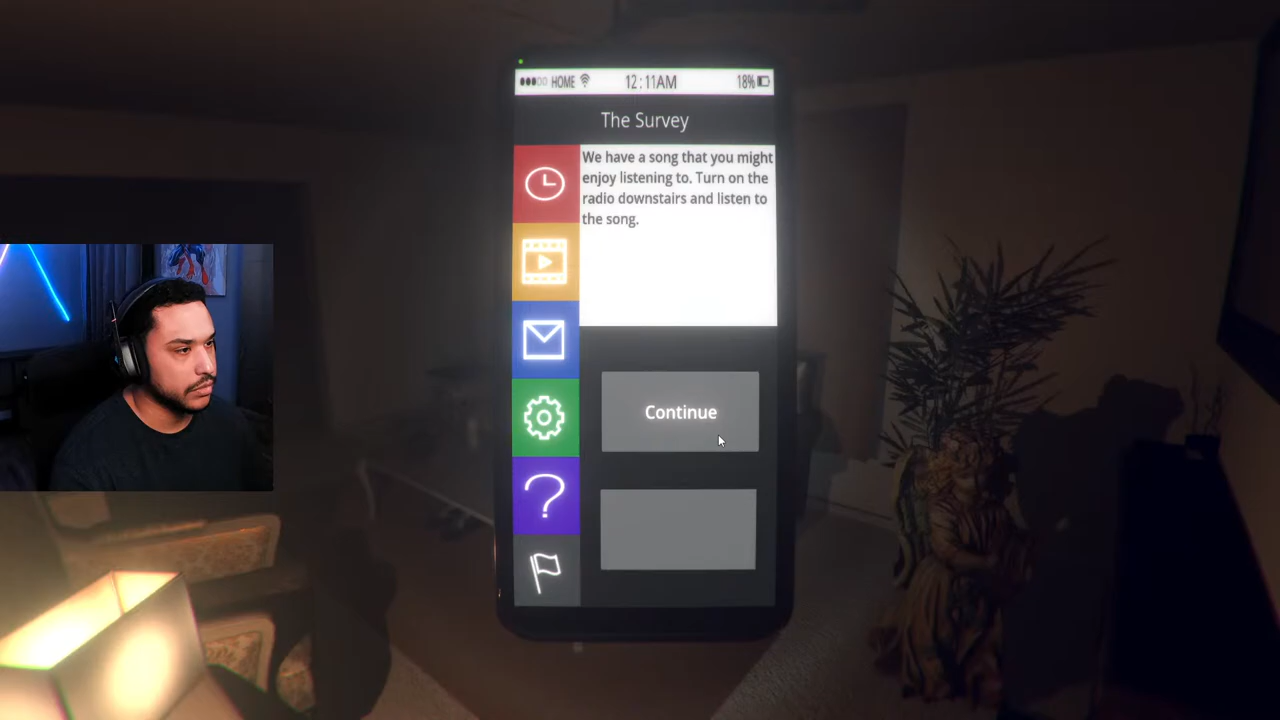 HOME 12:11AM 18%
The Survey
We have a song that you might
enjoy listening to. Turn on the
radio downstairs and listen to
the song.
Continue